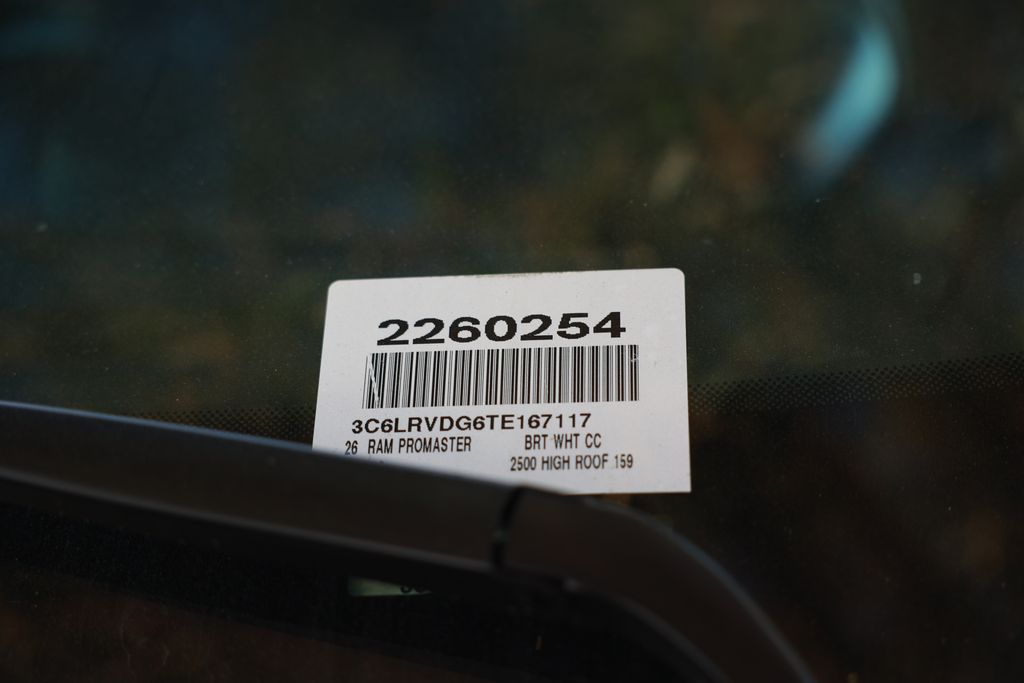 2260254
3C6LRVDG6TE167117
26 RAM PROMASTER BRT WHT CC
2500 HIGH ROOF 159